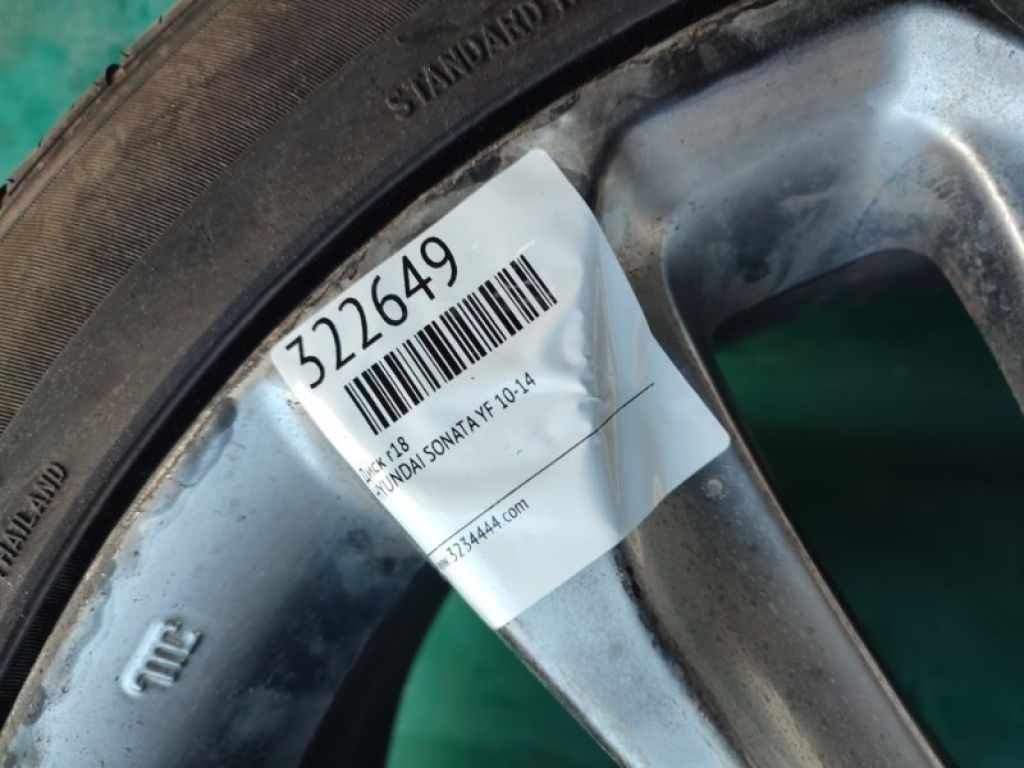 STANDARD
322649
Диск r18
HYUNDAI SONATA YF 10-14
www.3234444.com
THAILAND